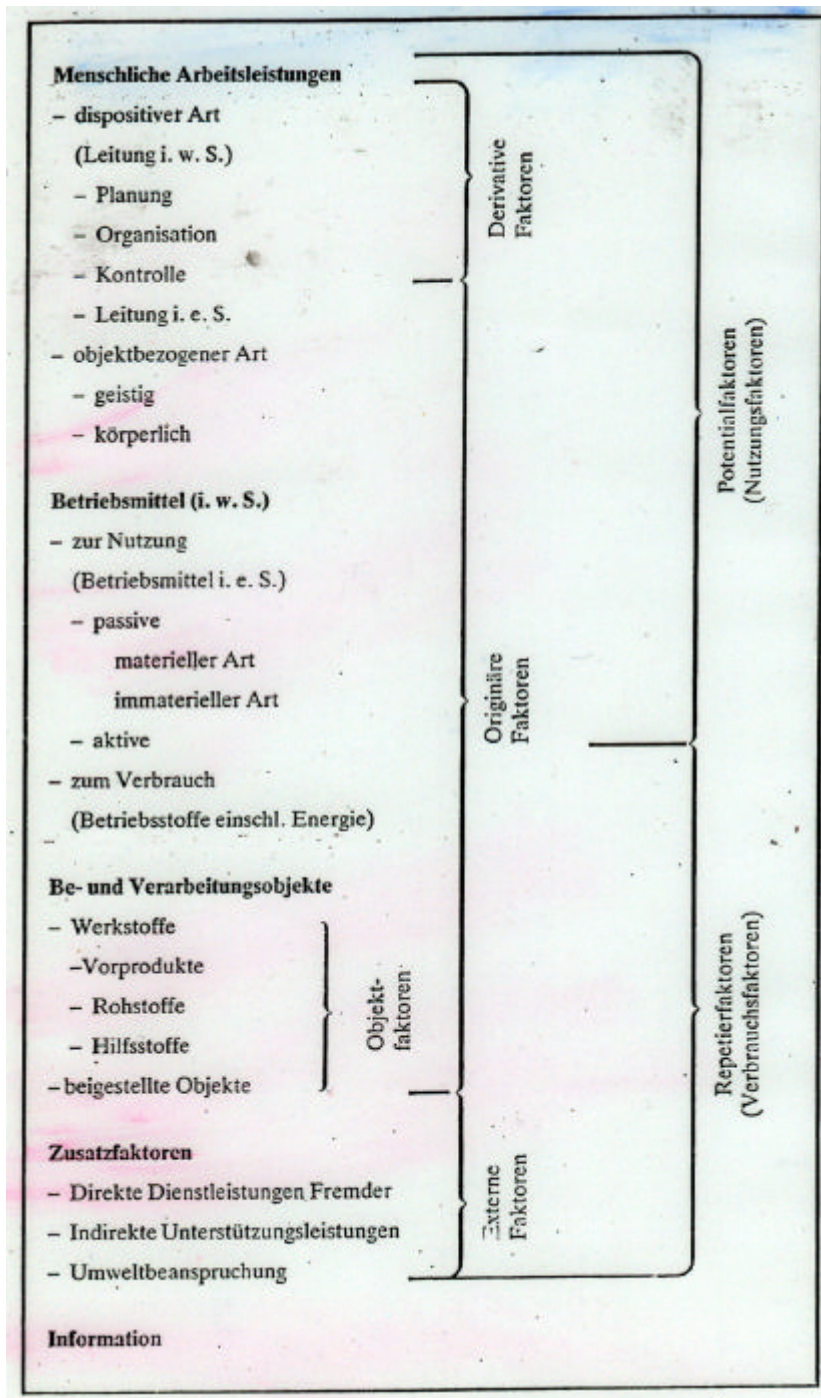 Menschliche Arbeitsleistungen
– dispositiver Art
(Leitung i. w. S.)
– Planung
– Organisation
– Kontrolle
– Leitung i. e. S.
– objektbezogener Art
– geistig
– körperlich
Betriebsmittel (i. w. S.)
– zur Nutzung
(Betriebsmittel i. e. S.)
– passive
materieller Art
immaterieller Art
– aktive
– zum Verbrauch
(Betriebsstoffe einschl. Energie)
Be- und Verarbeitungsobjekte
– Werkstoffe
–Vorprodukte
– Rohstoffe
– Hilfsstoffe
–beigestellte Objekte
Zusatzfaktoren
– Direkte Dienstleistungen Fremder
– Indirekte Unterstützungsleistungen
– Umweltbeanspruchung
Information
Objekt-
faktoren
Derivative
Faktoren
Originäre
Faktoren
Externe
Faktoren
Potentialfaktoren
(Nutzungsfaktoren)
Repetierfaktoren
(Verbrauchsfaktoren)